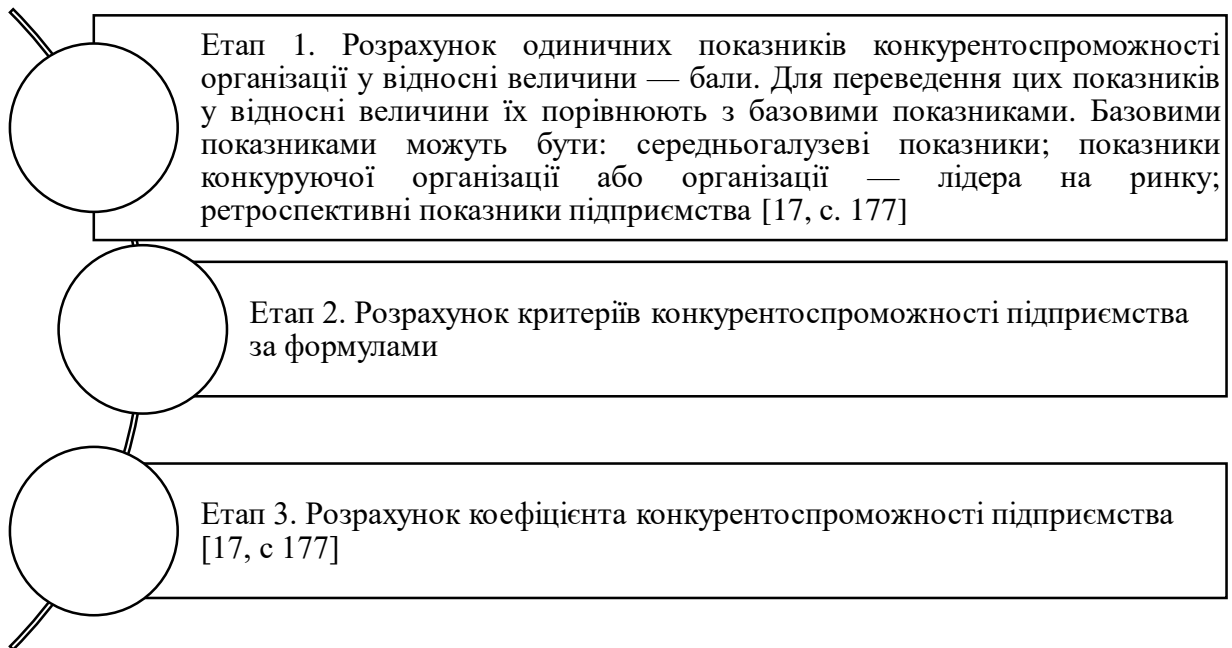 Етап 1. Розрахунок одиничних показників конкурентоспроможності
організації у відносні величини — бали. Для переведення цих показників
у відносні величини їх порівнюють з базовими показниками. Базовими
показниками можуть бути: середньогалузеві показники; показники
конкуруючої організації або організації — лідера на ринку;
ретроспективні показники підприємства [17, с. 177]
Етап 2. Розрахунок критеріїв конкурентоспроможності підприємства
за формулами
Етап 3. Розрахунок коефіцієнта конкурентоспроможності підприємства
[17, с 177]